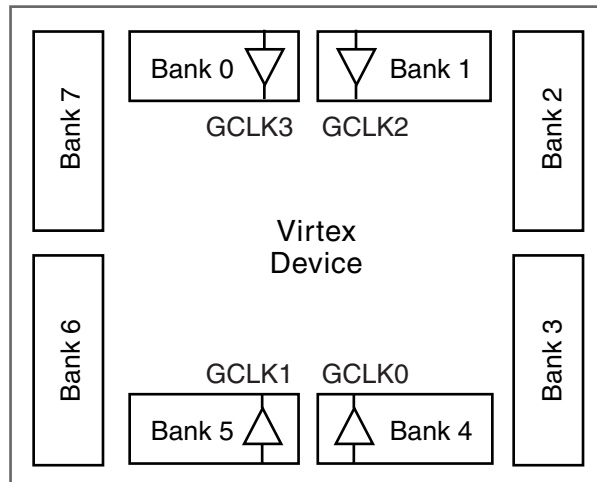 Bank 0
Bank 1
GCLK3
GCLK2
Bank 7
Bank 2
Virtex
Device
Bank 6
Bank 3
GCLK1
GCLK0
Bank 5
Bank 4